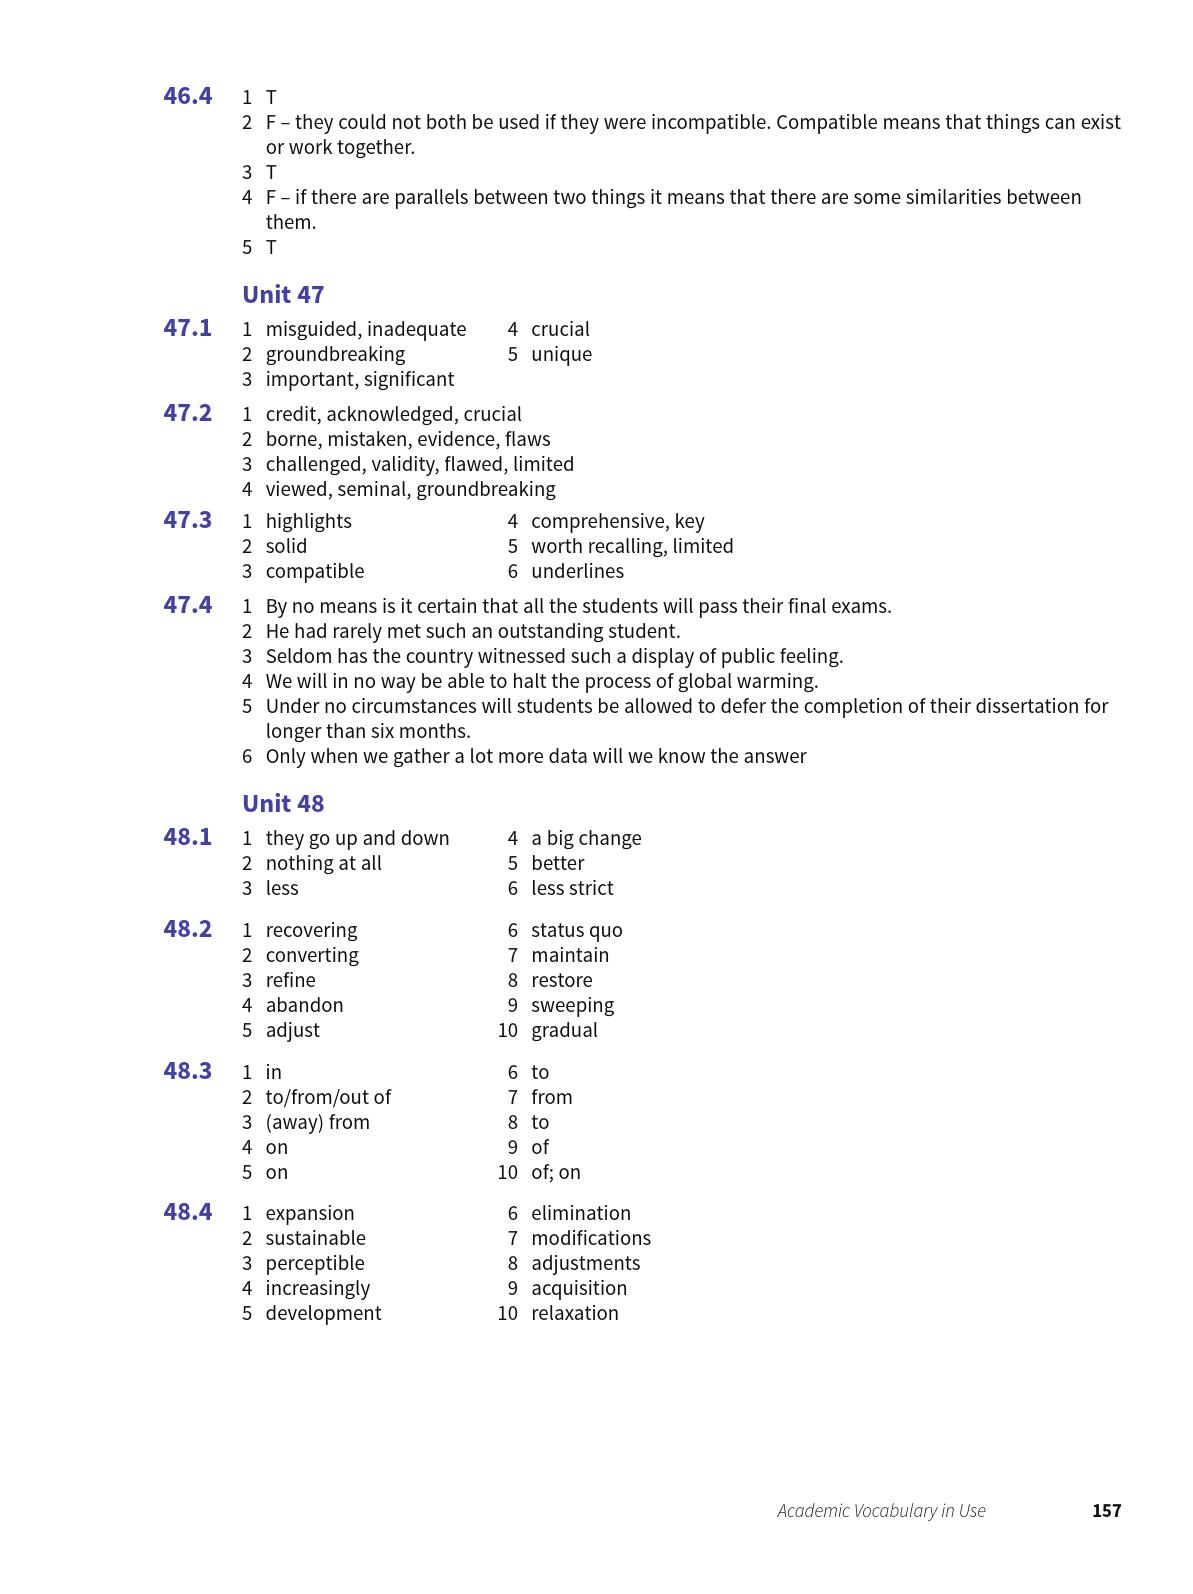 46.4 1 T
2 F – they could not both be used if they were incompatible. Compatible means that things can exist
or work together.
3 T
4 F – if there are parallels between two things it means that there are some similarities between
them.
5 T
Unit 47
47.1 1 misguided, inadequate 4 crucial
2 groundbreaking 5 unique
3 important, significant
47.2 1 credit, acknowledged, crucial
2 borne, mistaken, evidence, flaws
3 challenged, validity, flawed, limited
4 viewed, seminal, groundbreaking
47.3 1 highlights 4 comprehensive, key
2 solid 5 worth recalling, limited
3 compatible 6 underlines
47.4 1 By no means is it certain that all the students will pass their final exams.
2 He had rarely met such an outstanding student.
3 Seldom has the country witnessed such a display of public feeling.
4 We will in no way be able to halt the process of global warming.
5 Under no circumstances will students be allowed to defer the completion of their dissertation for
longer than six months.
6 Only when we gather a lot more data will we know the answer
Unit 48
48.1 1 they go up and down 4 a big change
2 nothing at all 5 better
3 less 6 less strict
48.2 1 recovering 6 status quo
2 converting 7 maintain
3 refine 8 restore
4 abandon 9 sweeping
5 adjust 10 gradual
48.3 1 in 6 to
2 to/from/out of 7 from
3 (away) from 8 to
4 on 9 of
5 on 10 of; on
48.4 1 expansion 6 elimination
2 sustainable 7 modifications
3 perceptible 8 adjustments
4 increasingly 9 acquisition
5 development 10 relaxation
Academic Vocabulary in Use 157